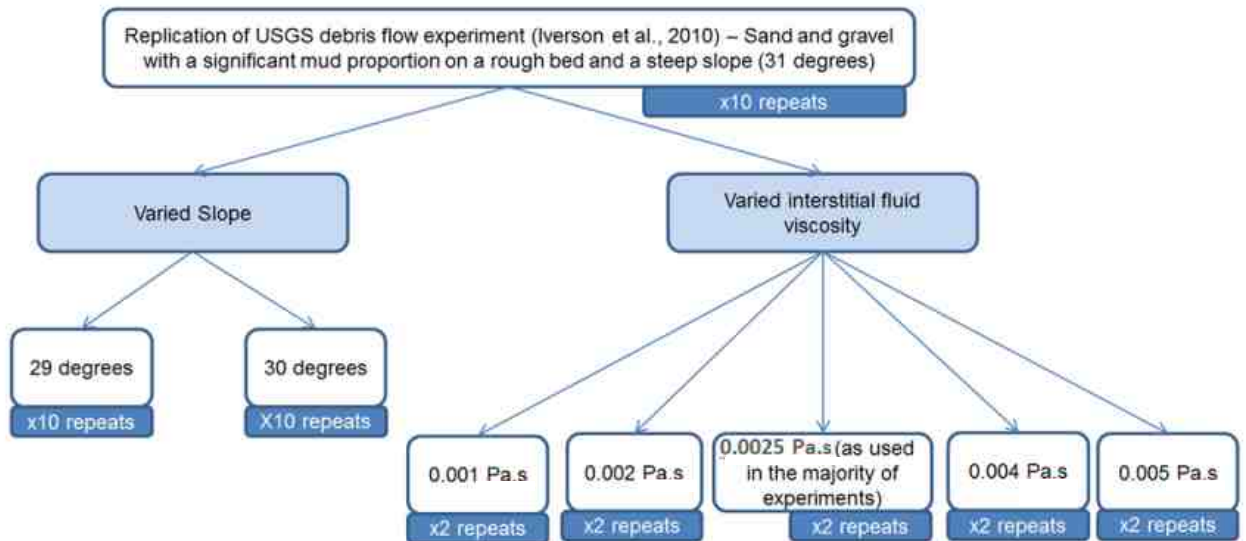 Replication of USGS debris flow experiment (Iverson et al., 2010) – Sand and gravel
with a significant mud proportion on a rough bed and a steep slope (31 degrees)
x10 repeats
Varied Slope
Varied interstitial fluid
viscosity
29 degrees
x10 repeats
30 degrees
X10 repeats
0.001 Pa.s
x2 repeats
0.002 Pa.s
x2 repeats
0.0025 Pa.s (as used
in the majority of
experiments)
x2 repeats
0.004 Pa.s
x2 repeats
0.005 Pa.s
x2 repeats